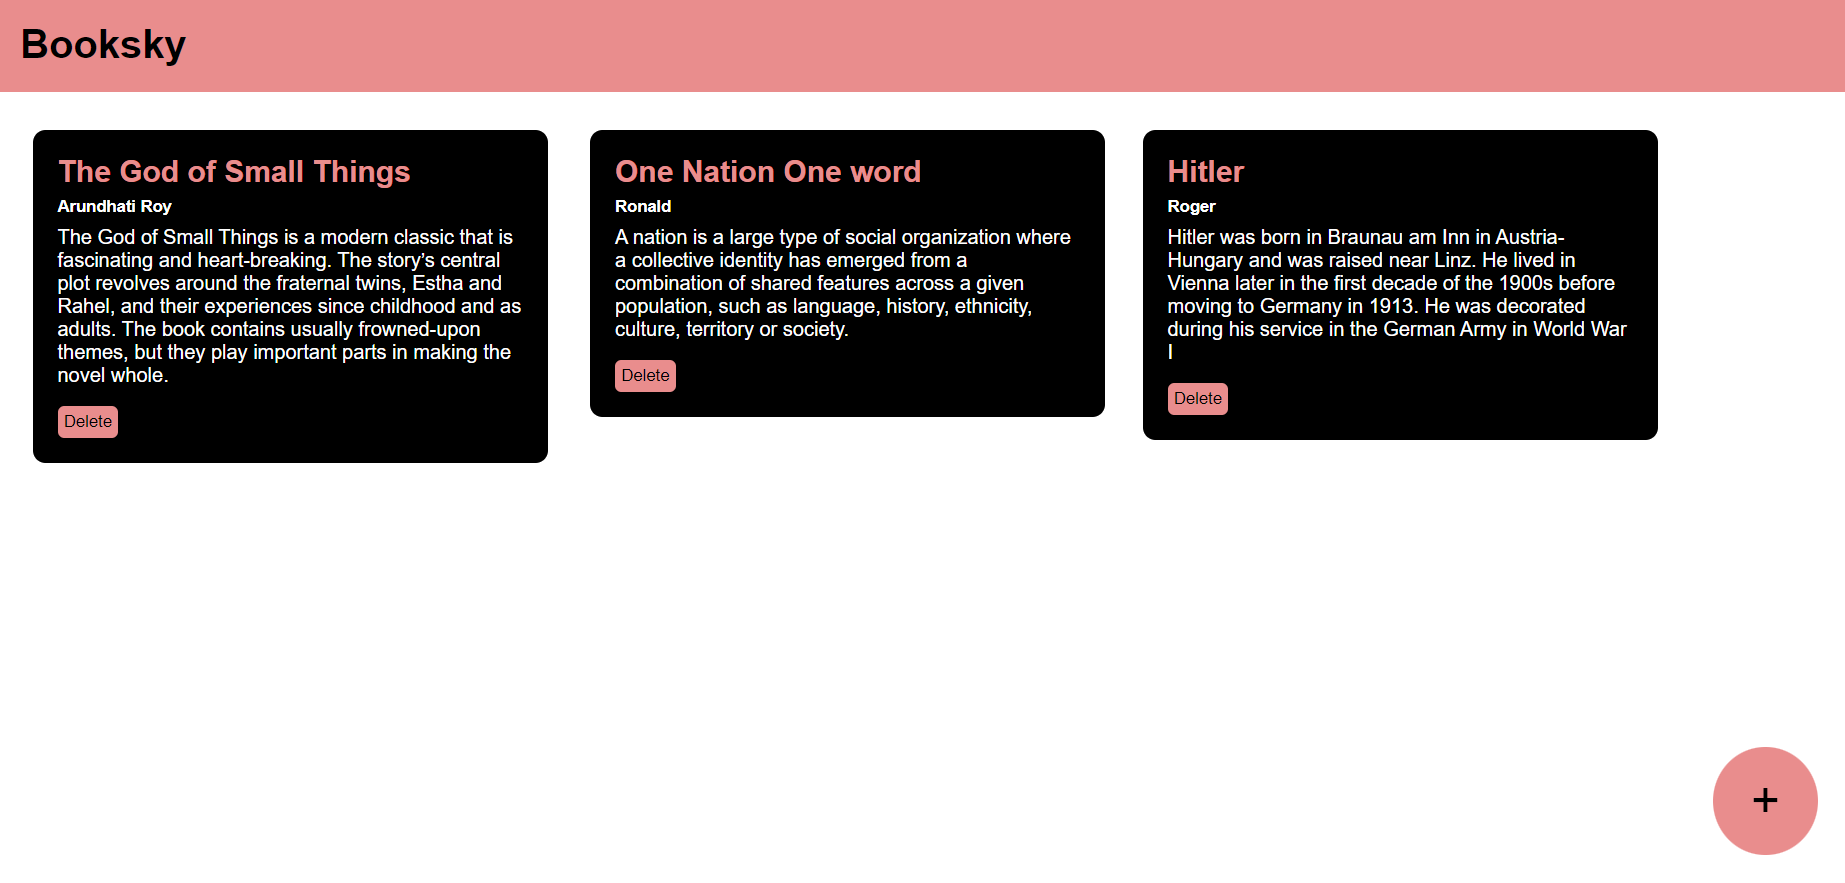 Booksky
The God of Small Things
Arundhati Roy
The God of Small Things is a modern classic that is
fascinating and heart-breaking. The story’s central
plot revolves around the fraternal twins, Estha and
Rahel, and their experiences since childhood and as
adults. The book contains usually frowned-upon
themes, but they play important parts in making the
novel whole.
Delete
One Nation One word
Ronald
A nation is a large type of social organization where
a collective identity has emerged from a
combination of shared features across a given
population, such as language, history, ethnicity,
culture, territory or society.
Delete
Hitler
Roger
Hitler was born in Braunau am Inn in Austria-
Hungary and was raised near Linz. He lived in
Vienna later in the first decade of the 1900s before
moving to Germany in 1913. He was decorated
during his service in the German Army in World War
I
Delete
+